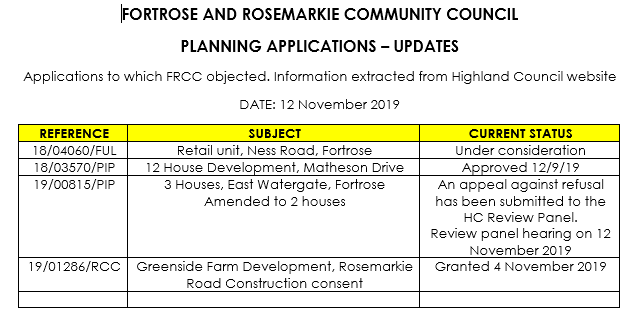 FORTROSE AND ROSEMARKIE COMMUNITY COUNCIL
PLANNING APPLICATIONS – UPDATES
Applications to which FRCC objected. Information extracted from Highland Council website
DATE: 12 November 2019
REFERENCE SUBJECT CURRENT STATUS
18/04060/FUL Retail unit, Ness Road, Fortrose Under consideration
18/03570/PIP 12 House Development, Matheson Drive Approved 12/9/19
19/00815/PIP 3 Houses, East Watergate, Fortrose An appeal against refusal
Amended to 2 houses has been submitted to the
HC Review Panel.
Review panel hearing on 12
November 2019
19/01286/RCC Greenside Farm Development, Rosemarkie Granted 4 November 2019
Road Construction consent